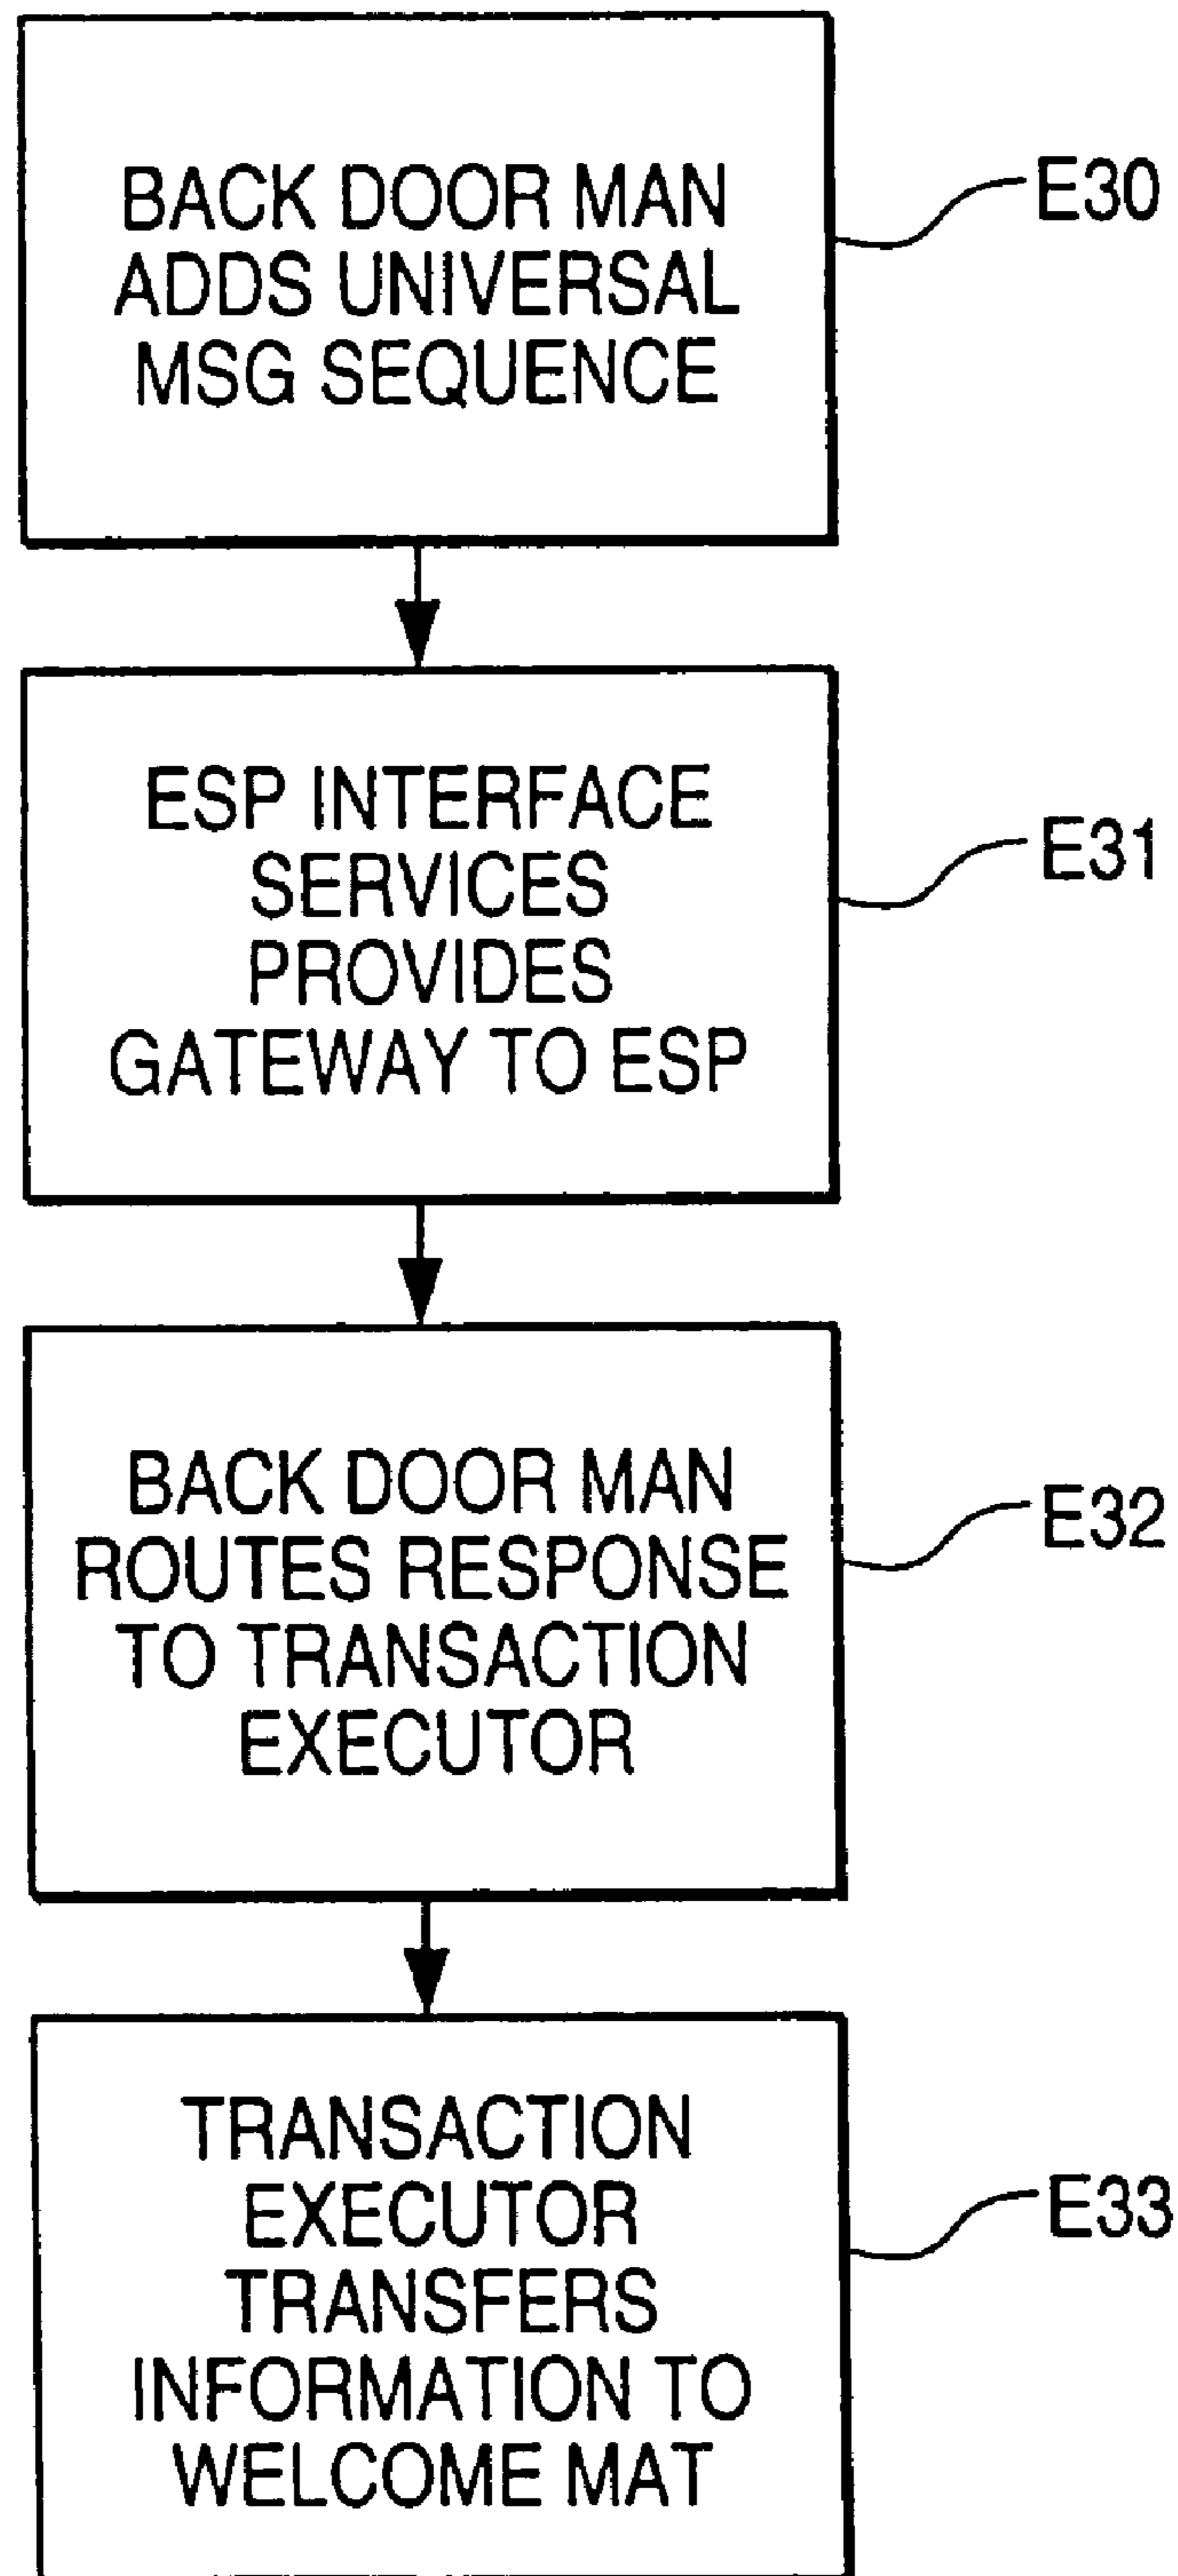 BACK DOOR MAN
ADDS UNIVERSAL
MSG SEQUENCE
E30
ESP INTERFACE
SERVICES
PROVIDES
GATEWAY TO ESP
E31
BACK DOOR MAN
ROUTES RESPONSE
TO TRANSACTION
EXECUTOR
E32
TRANSACTION
EXECUTOR
TRANSFERS
INFORMATION TO
WELCOME MAT
E33